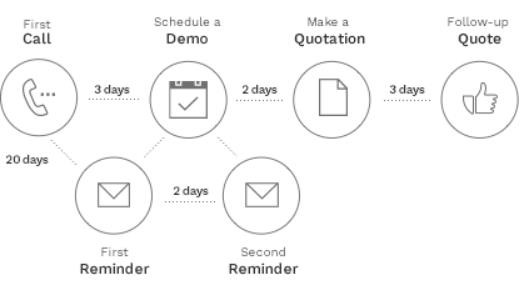 First
Call
Schedule a
Demo
Make a
Quotation
Follow-up
Quote
3 days
2 days
3 days
20 days
2 days
First
Reminder
Second
Reminder